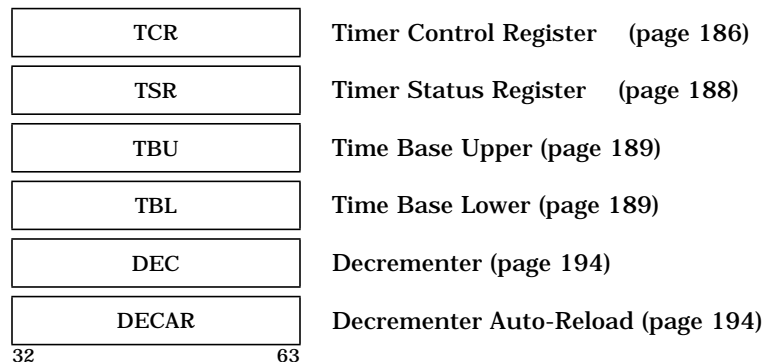 TCR Timer Control Register (page 186)
TSR Timer Status Register (page 188)
TBU Time Base Upper (page 189)
TBL Time Base Lower (page 189)
DEC Decrementer (page 194)
DECAR Decrementer Auto-Reload (page 194)
32 63